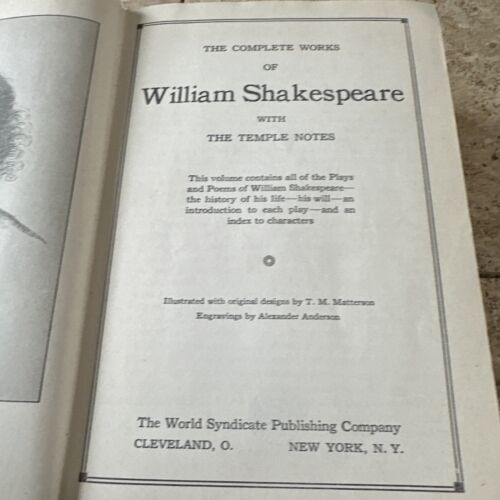 THE COMPLETE WORKS
OF
William Shakespeare
WITH
THE TEMPLE NOTES
This volume contains all of the Plays
and Poems of William Shakespeare—
the history of his life—his will—an
introduction to each play—and an
index to characters
Illustrated with original designs by T. M. Matterson
Engravings by Alexander Anderson
The World Syndicate Publishing Company
CLEVELAND, O. NEW YORK, N. Y.